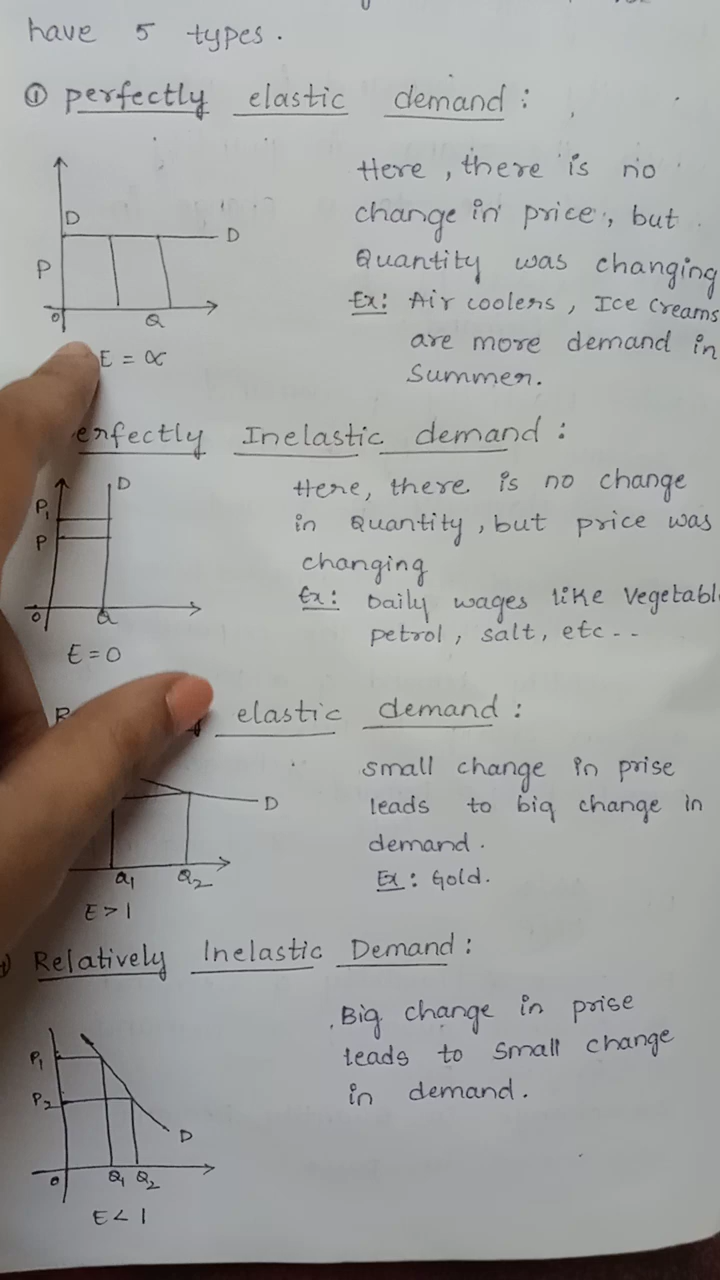 have 5 types.
① perfectly elastic demand :
Here, there is no
change in price, but
Quantity was changing
Ex: Air coolers, Ice creams
are more demand in
Summer.
D
D
P
O
Q
E = ∝
erfectly Inelastic demand :
Here, there is no change
in Quantity, but price was
changing
Ex: Daily wages like Vegetabl
petrol, salt, etc--
D
P₁
P
O
Q
E = 0
elastic demand :
small change in prise
leads to big change in
demand.
Ex: Gold.
D
Q₁ Q₂
E > 1
Relatively Inelastic Demand :
Big change in prise
leads to small change
in demand.
P₁
P₂
D
O
Q₁ Q₂
E < 1